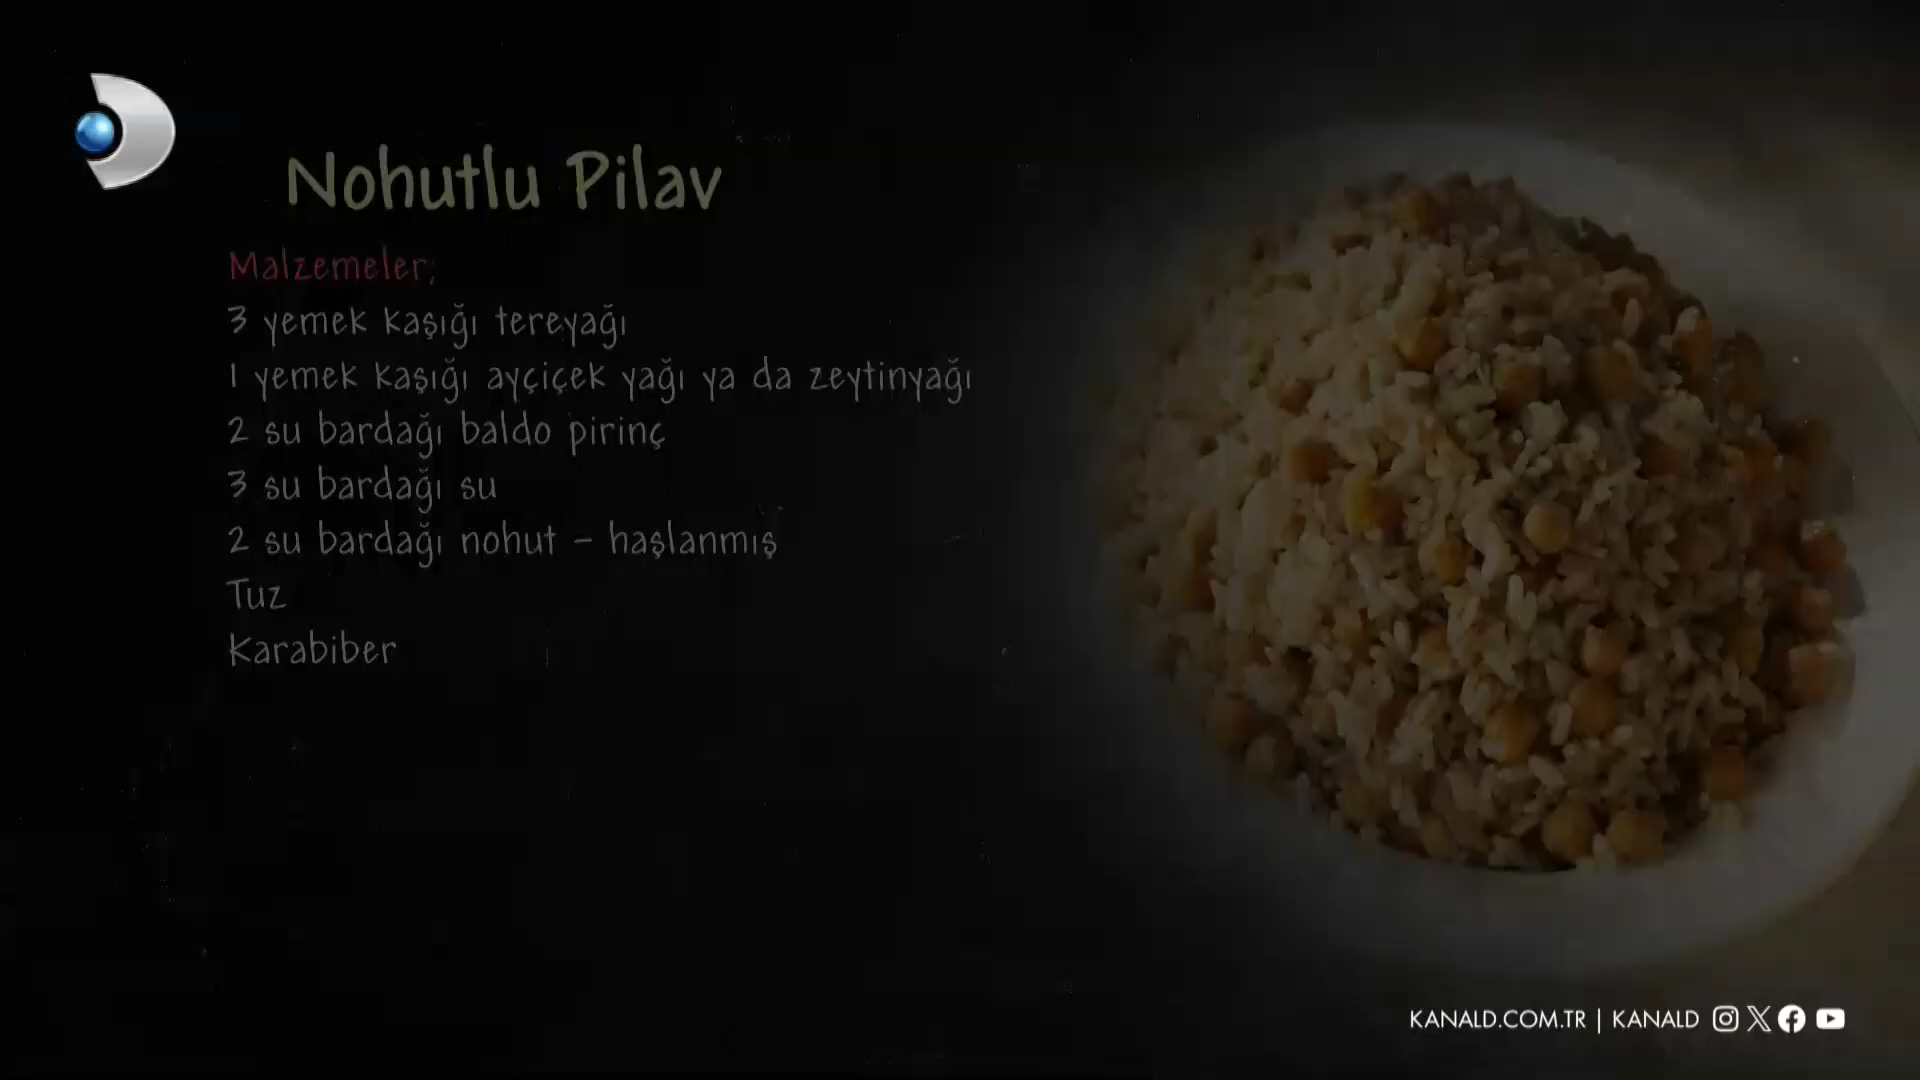 Nohutlu Pilav
Malzemeler;
3 yemek kaşığı tereyağı
1 yemek kaşığı ayçiçek yağı ya da zeytinyağı
2 su bardağı baldo pirinç
3 su bardağı su
2 su bardağı nohut – haşlanmış
Tuz
Karabiber
KANALD.COM.TR | KANALD